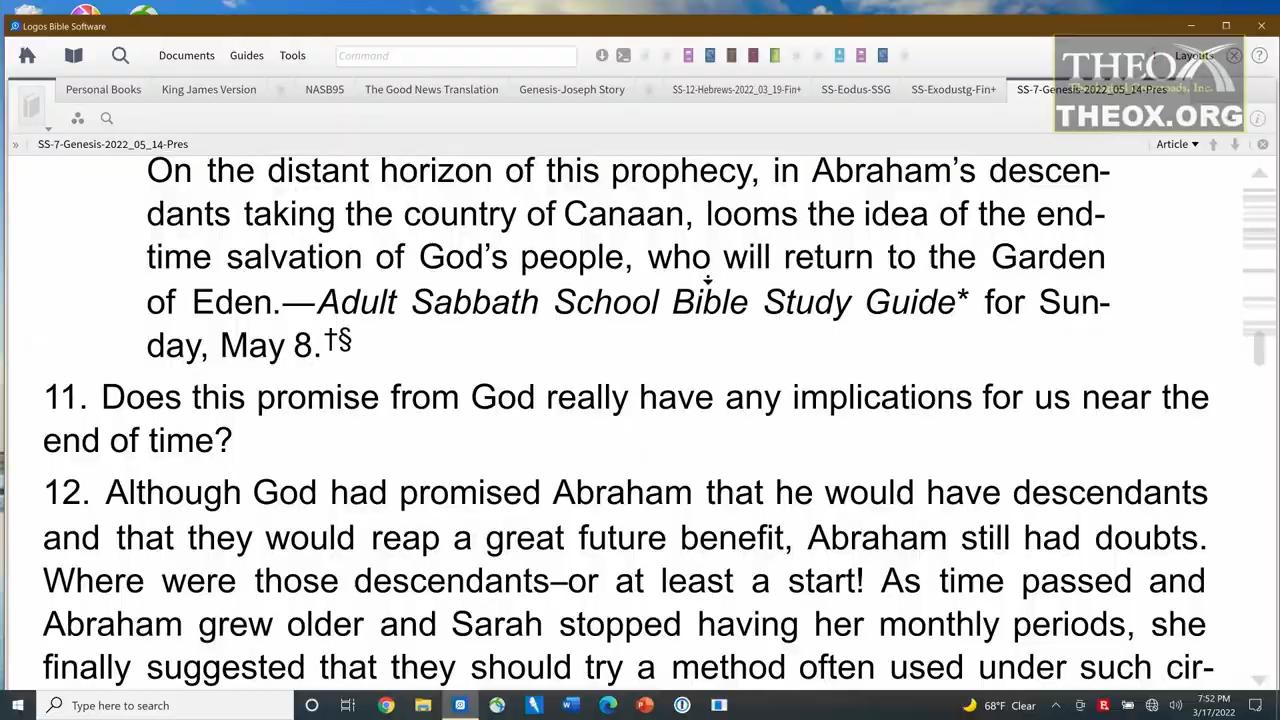 Logos Bible Software
Documents Guides Tools Command Layouts
THEOX
THEOX.ORG
Personal Books King James Version NASB95 The Good News Translation Genesis-Joseph Story SS-12-Hebrews-2022_03_19-Fin+ SS-Eodus-SSG SS-Exodustg-Fin+ SS-7-Genesis-2022_05_14-Pres
SS-7-Genesis-2022_05_14-Pres Article
On the distant horizon of this prophecy, in Abraham’s descen-
dants taking the country of Canaan, looms the idea of the end-
time salvation of God’s people, who will return to the Garden
of Eden.—Adult Sabbath School Bible Study Guide* for Sun-
day, May 8.†§
11. Does this promise from God really have any implications for us near the
end of time?
12. Although God had promised Abraham that he would have descendants
and that they would reap a great future benefit, Abraham still had doubts.
Where were those descendants–or at least a start! As time passed and
Abraham grew older and Sarah stopped having her monthly periods, she
finally suggested that they should try a method often used under such cir-
Type here to search 68°F Clear 7:52 PM
3/17/2022